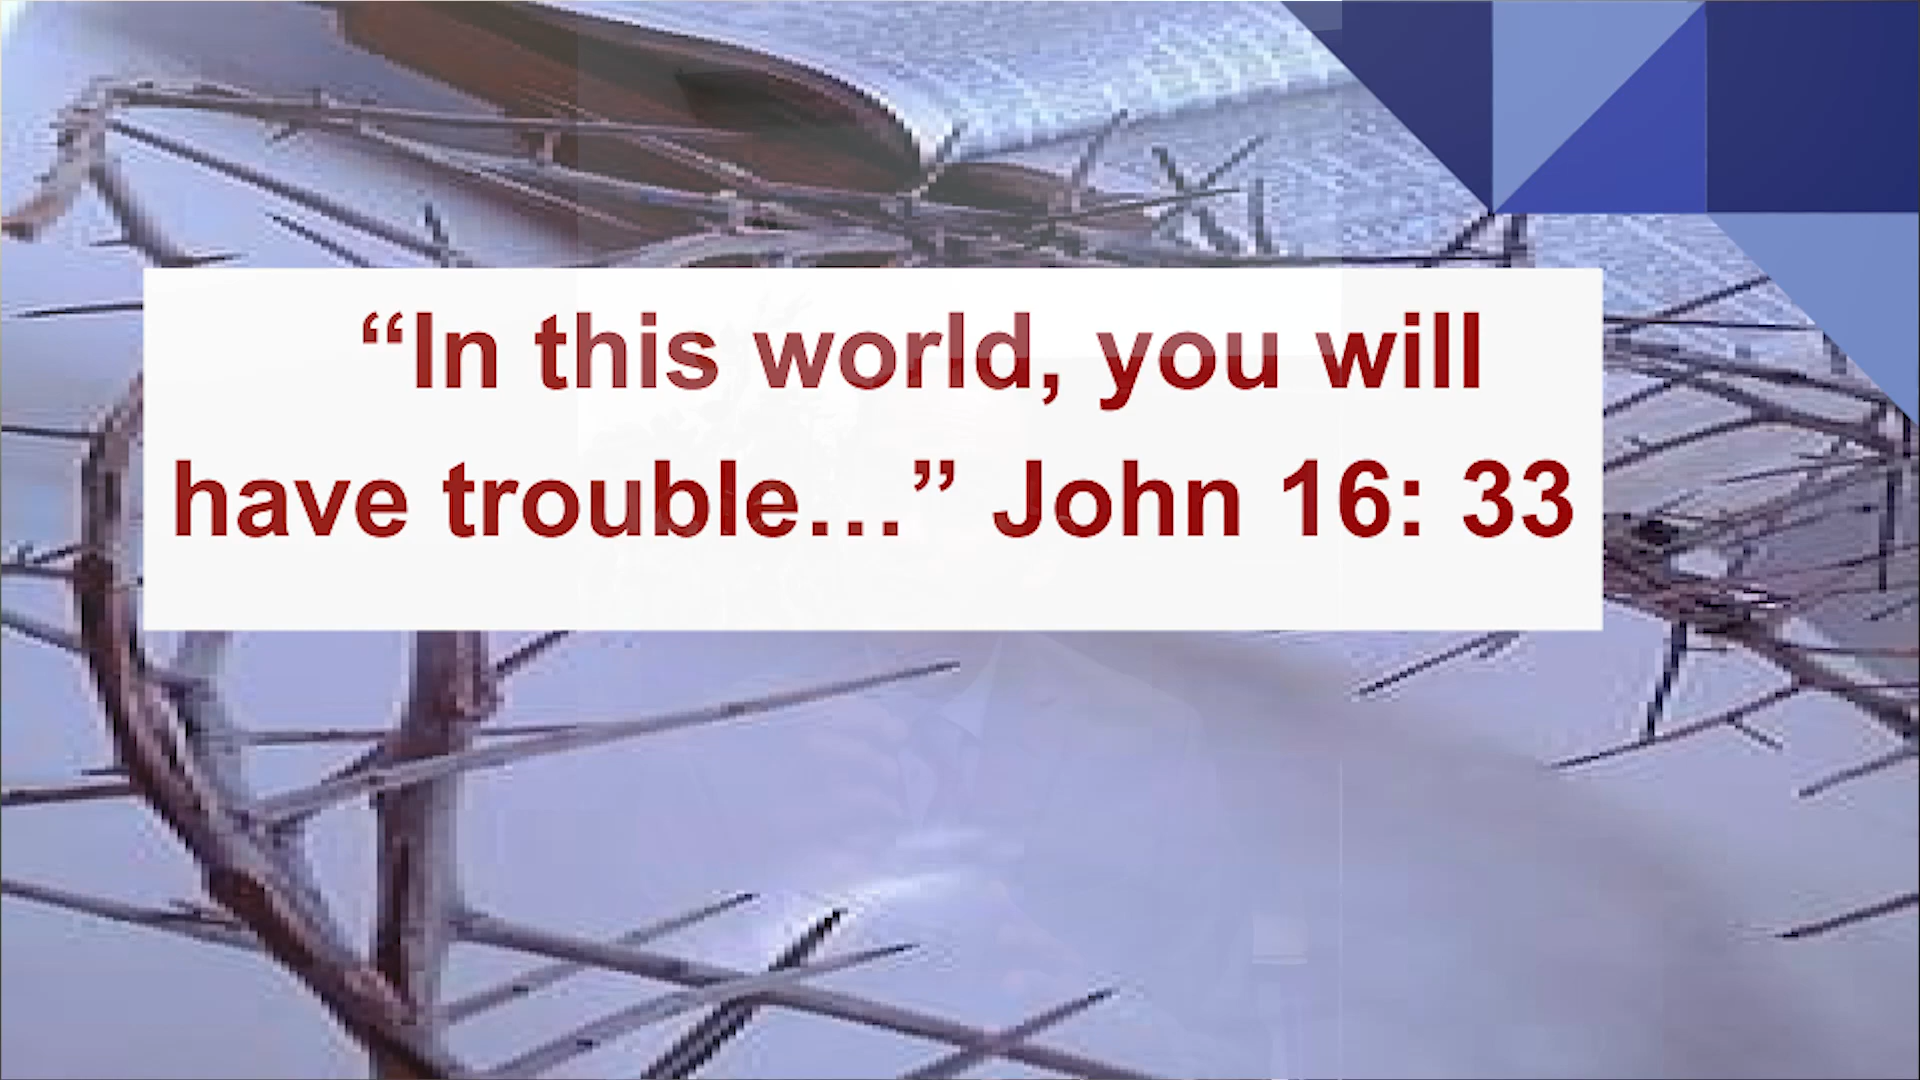 “In this world, you will
have trouble…” John 16: 33